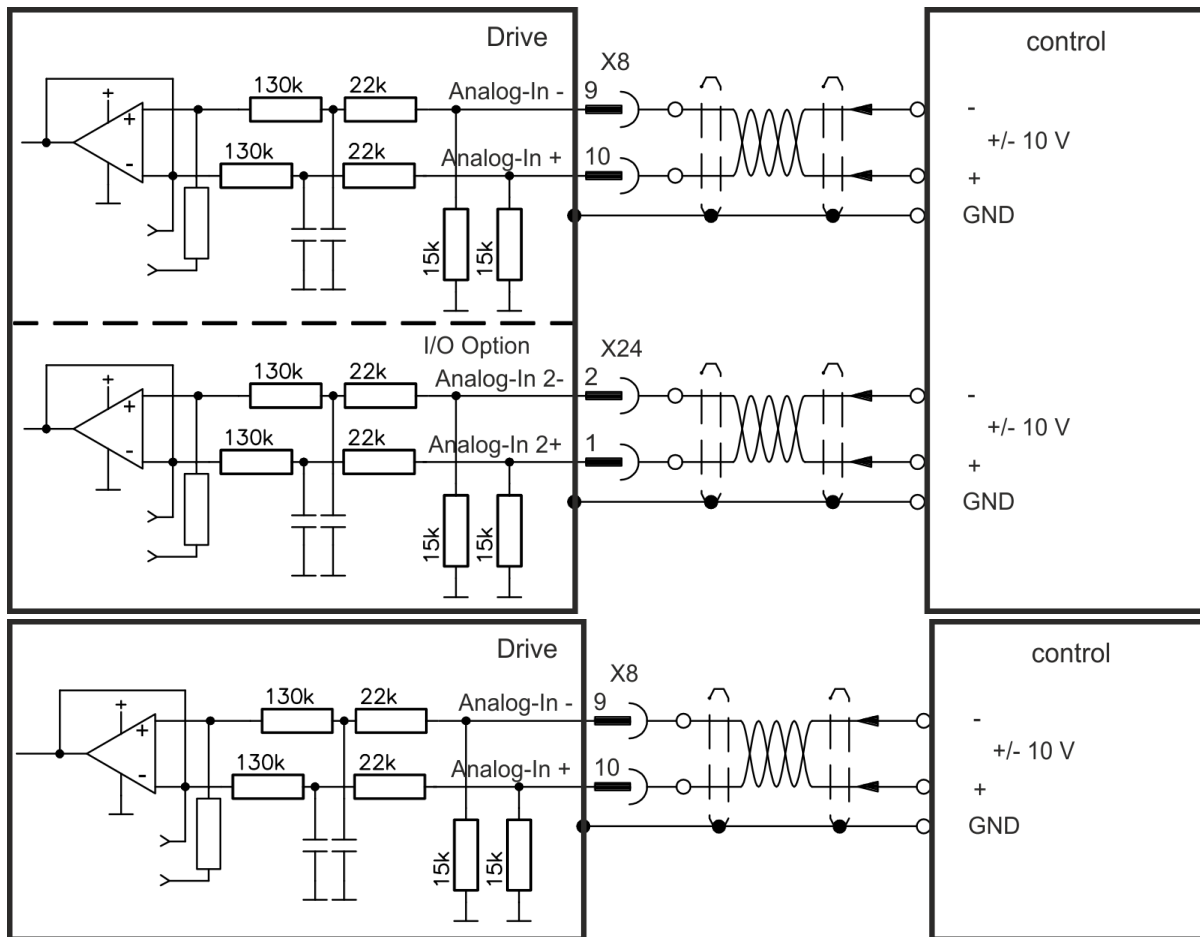 Drive
control
X8
130k
22k
Analog-In -
9
-
+
+
+/- 10 V
-
130k
22k
Analog-In +
10
+
GND
15k
15k
I/O Option
X24
130k
22k
Analog-In 2-
2
-
+
+
+/- 10 V
-
130k
22k
Analog-In 2+
1
+
GND
15k
15k
Drive
control
X8
130k
22k
Analog-In -
9
-
+
+
+/- 10 V
-
130k
22k
Analog-In +
10
+
GND
15k
15k